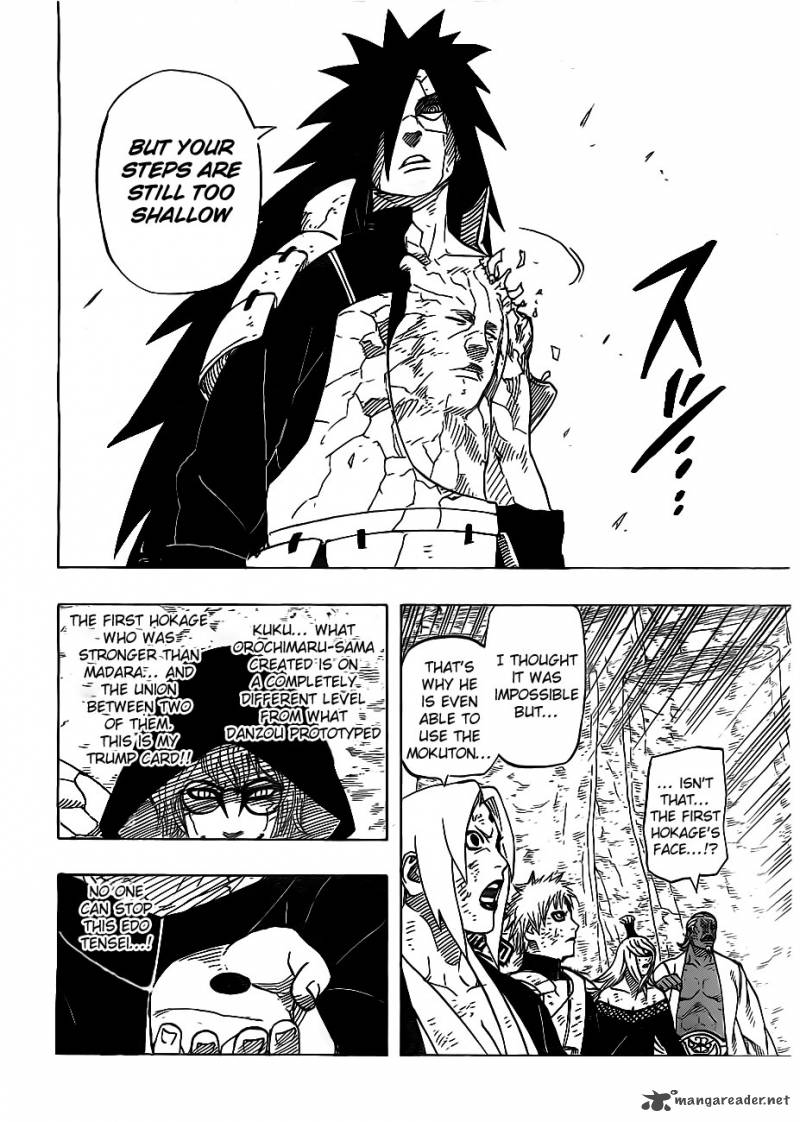 BUT YOUR
STEPS ARE
STILL TOO
SHALLOW
スッ...
I THOUGHT
IT WAS
IMPOSSIBLE
BUT...
THAT'S
WHY HE
IS EVEN
ABLE TO
USE THE
MOKUTON...
... ISN'T
THAT...
THE FIRST
HOKAGE'S
FACE...!?
KUKU... WHAT
OROCHIMARU-SAMA
CREATED IS ON
A COMPLETELY
DIFFERENT LEVEL
FROM WHAT
DANZOU PROTOTYPED
THE FIRST HOKAGE
WHO WAS
STRONGER THAN
MADARA... AND
THE UNION
BETWEEN TWO
OF THEM,
THIS IS MY
TRUMP CARD!!
NO ONE
CAN STOP
THIS EDO
TENSEI...!
mangareader.net